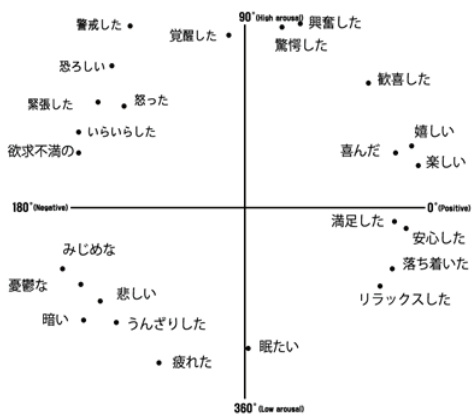 90°(High arousal)
警戒した
覚醒した
興奮した
驚愕した
恐ろしい
歓喜した
緊張した
怒った
いらいらした
嬉しい
欲求不満の
喜んだ
楽しい
180°(Negative)
0°(Positive)
満足した
安心した
みじめな
落ち着いた
憂鬱な
悲しい
リラックスした
暗い
うんざりした
眠たい
疲れた
360°(Low arousal)